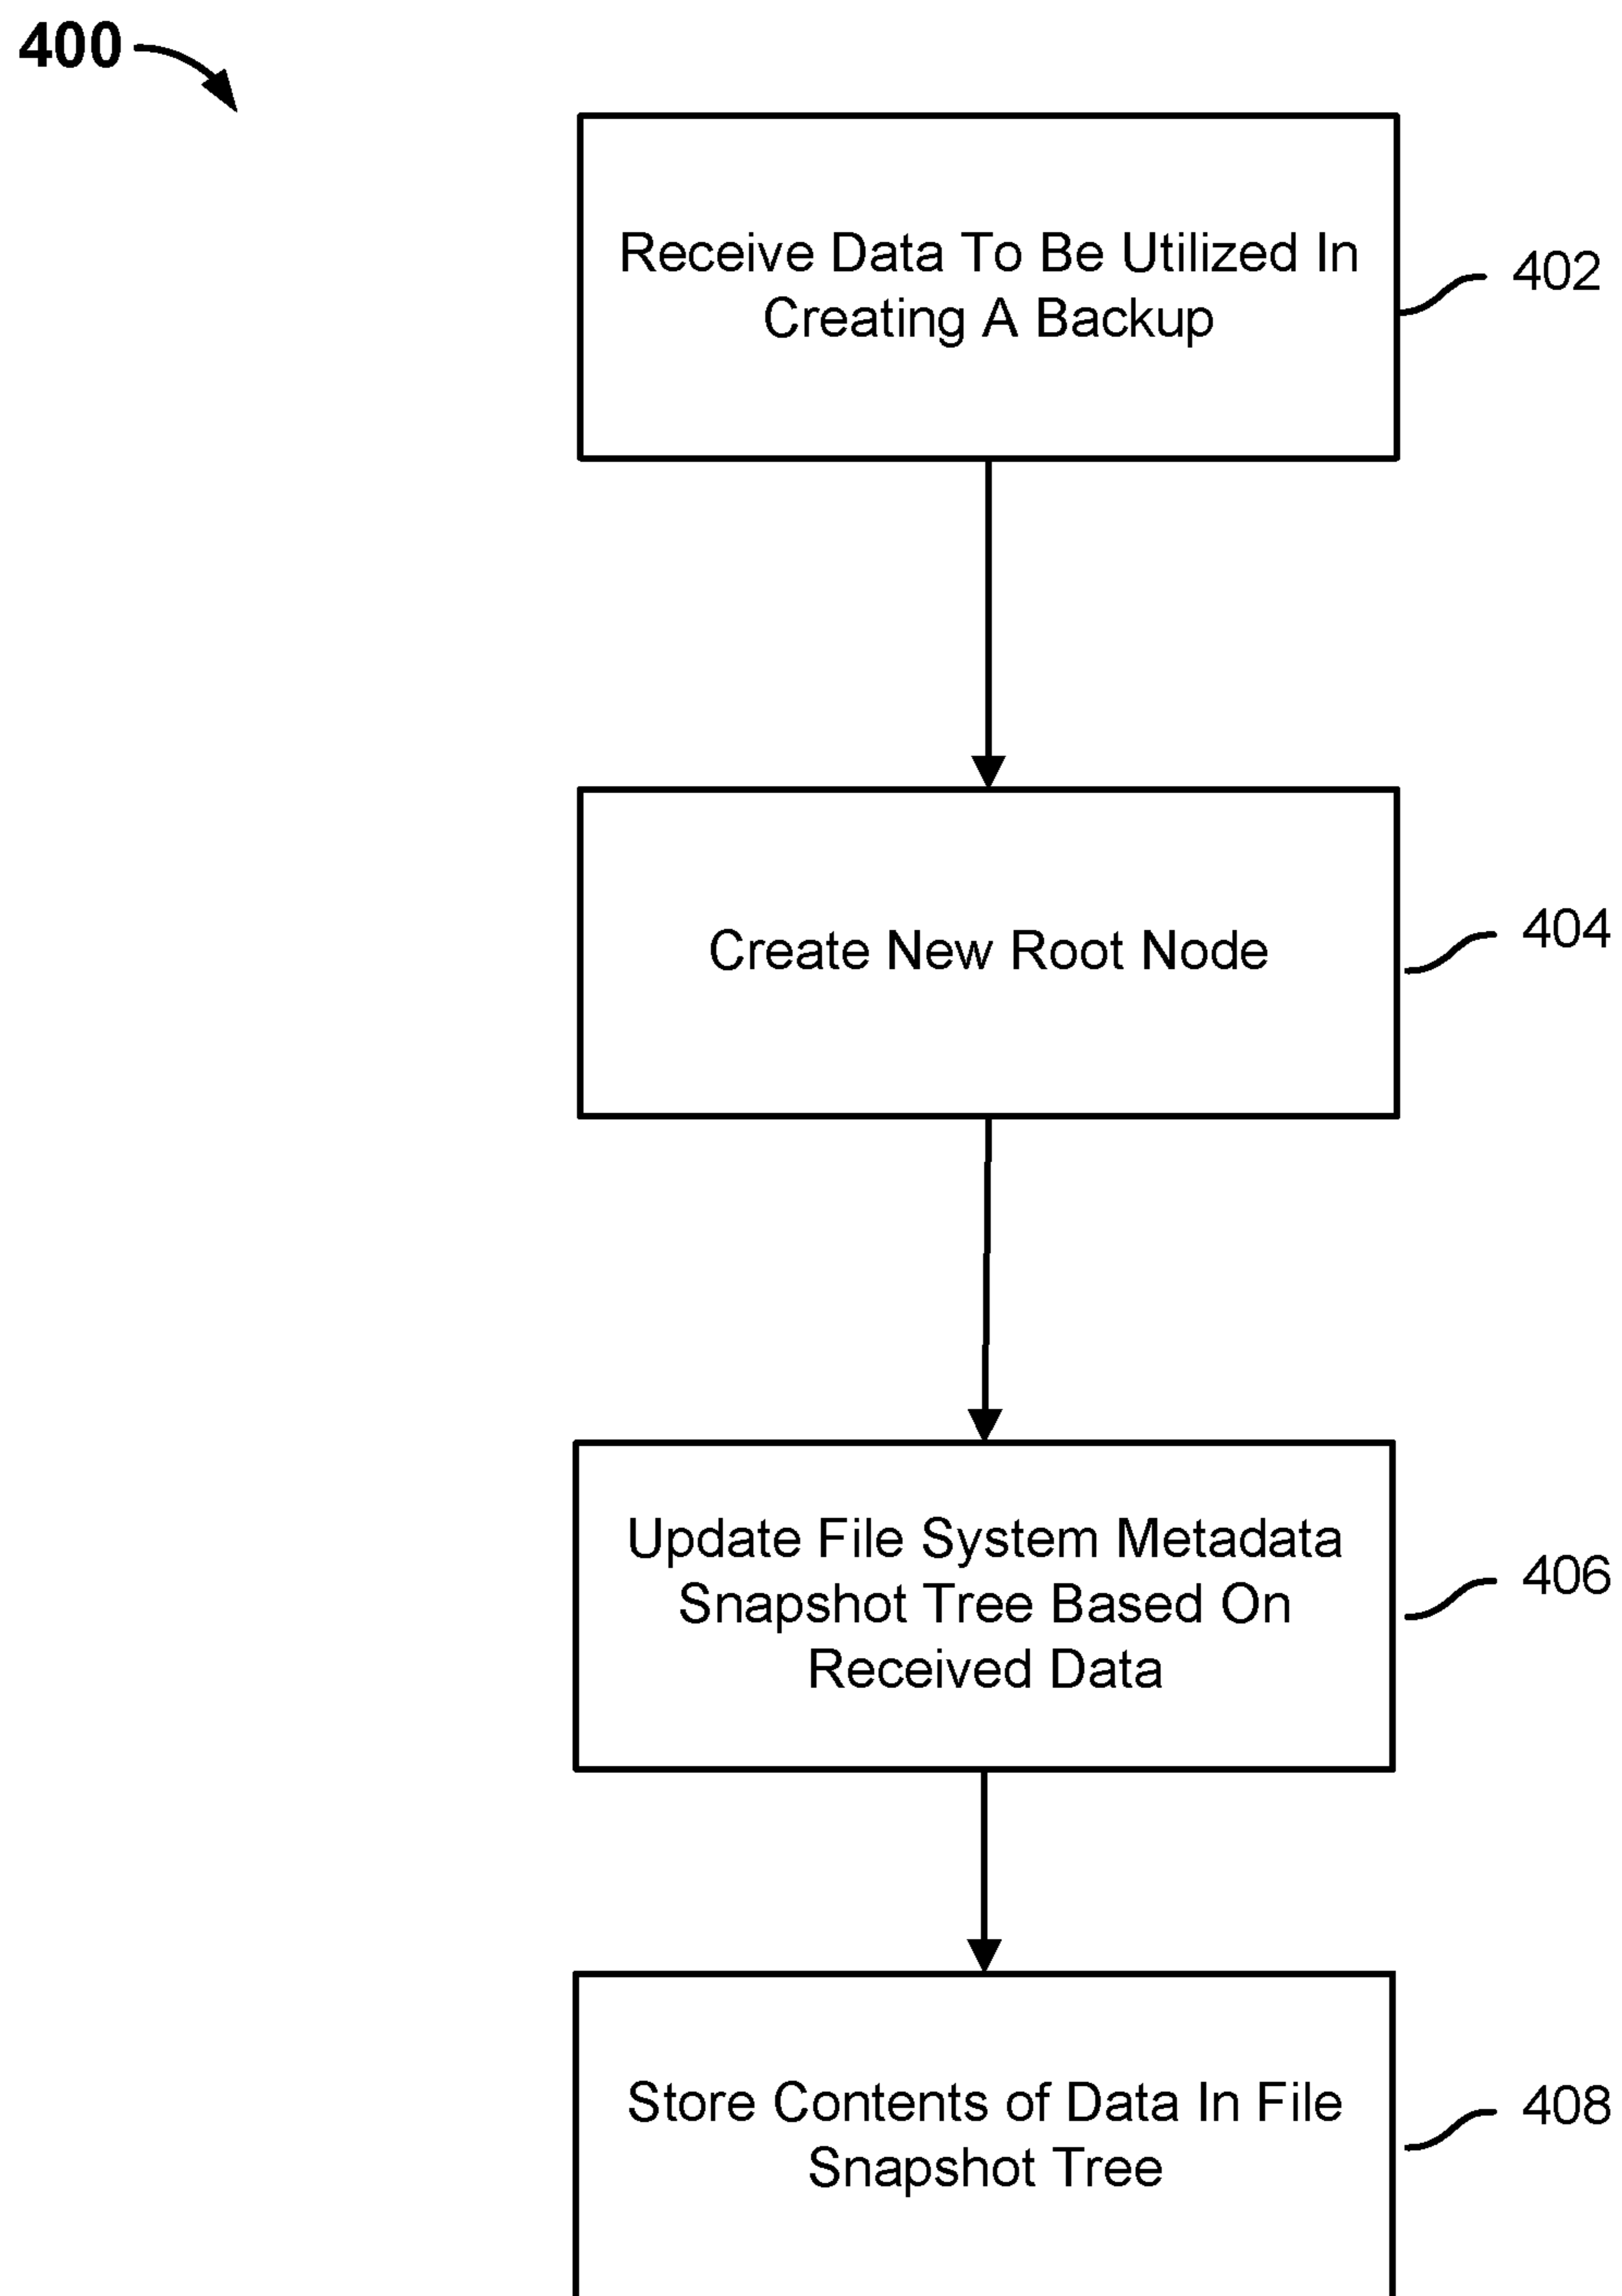 400
Receive Data To Be Utilized In
Creating A Backup
402
Create New Root Node
404
Update File System Metadata
Snapshot Tree Based On
Received Data
406
Store Contents of Data In File
Snapshot Tree
408